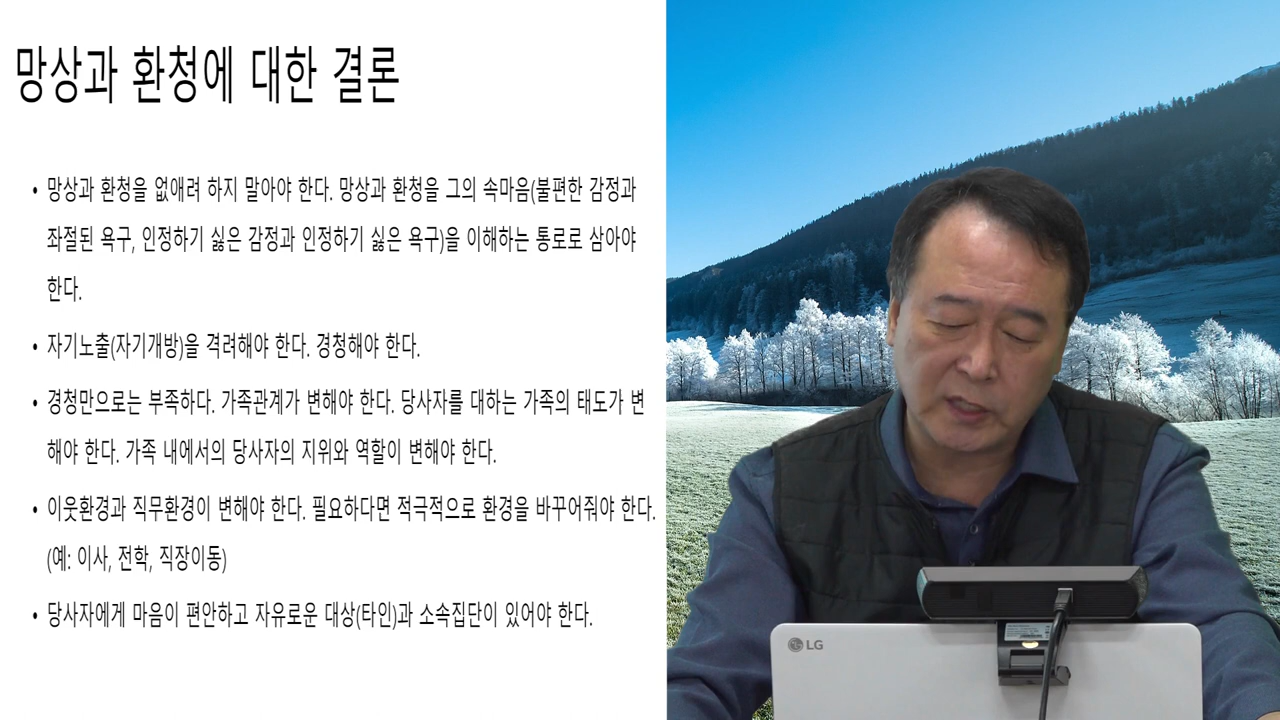 망상과 환청에 대한 결론
• 망상과 환청을 없애려 하지 말아야 한다. 망상과 환청을 그의 속마음(불편한 감정과
좌절된 욕구, 인정하기 싫은 감정과 인정하기 싫은 욕구)을 이해하는 통로로 삼아야
한다.
• 자기노출(자기개방)을 격려해야 한다. 경청해야 한다.
• 경청만으로는 부족하다. 가족관계가 변해야 한다. 당사자를 대하는 가족의 태도가 변
해야 한다. 가족 내에서의 당사자의 지위와 역할이 변해야 한다.
• 이웃환경과 직무환경이 변해야 한다. 필요하다면 적극적으로 환경을 바꾸어줘야 한다.
(예: 이사, 전학, 직장이동)
• 당사자에게 마음이 편안하고 자유로운 대상(타인)과 소속집단이 있어야 한다.
LG